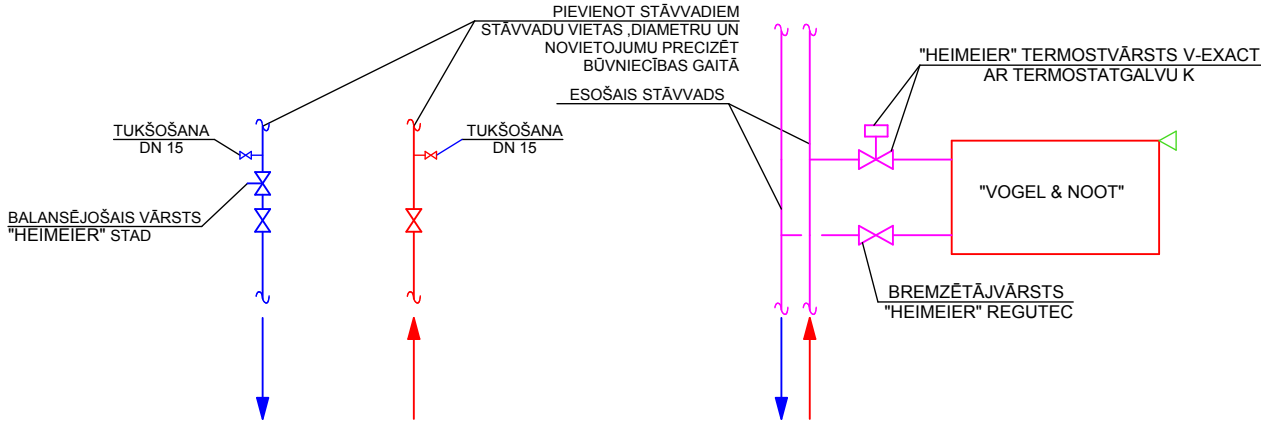 PIEVIENOT STĀVVADIEM
STĀVVADU VIETAS ,DIAMETRU UN
NOVIETOJUMU PRECIZĒT
BŪVNIECĪBAS GAITĀ
"HEIMEIER" TERMOSTVĀRSTS V-EXACT
AR TERMOSTATGALVU K
ESOŠAIS STĀVVADS
TUKŠOŠANA
DN 15
TUKŠOŠANA
DN 15
"VOGEL & NOOT"
BALANSĒJOŠAIS VĀRSTS
"HEIMEIER" STAD
BREMZĒTĀJVĀRSTS
"HEIMEIER" REGUTEC